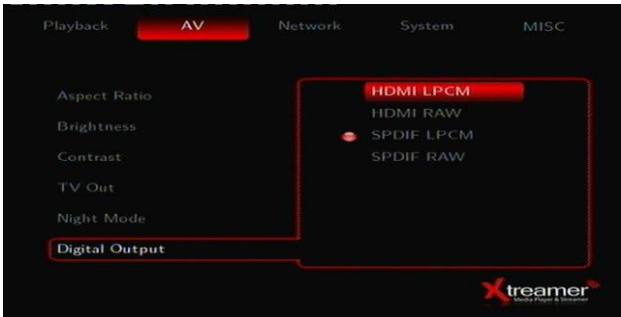 Playback AV Network System MISC
Aspect Ratio
Brightness
Contrast
TV Out
Night Mode
Digital Output
HDMI LPCM
HDMI RAW
SPDIF LPCM
SPDIF RAW
Xtreamer
Media Player & Streamer